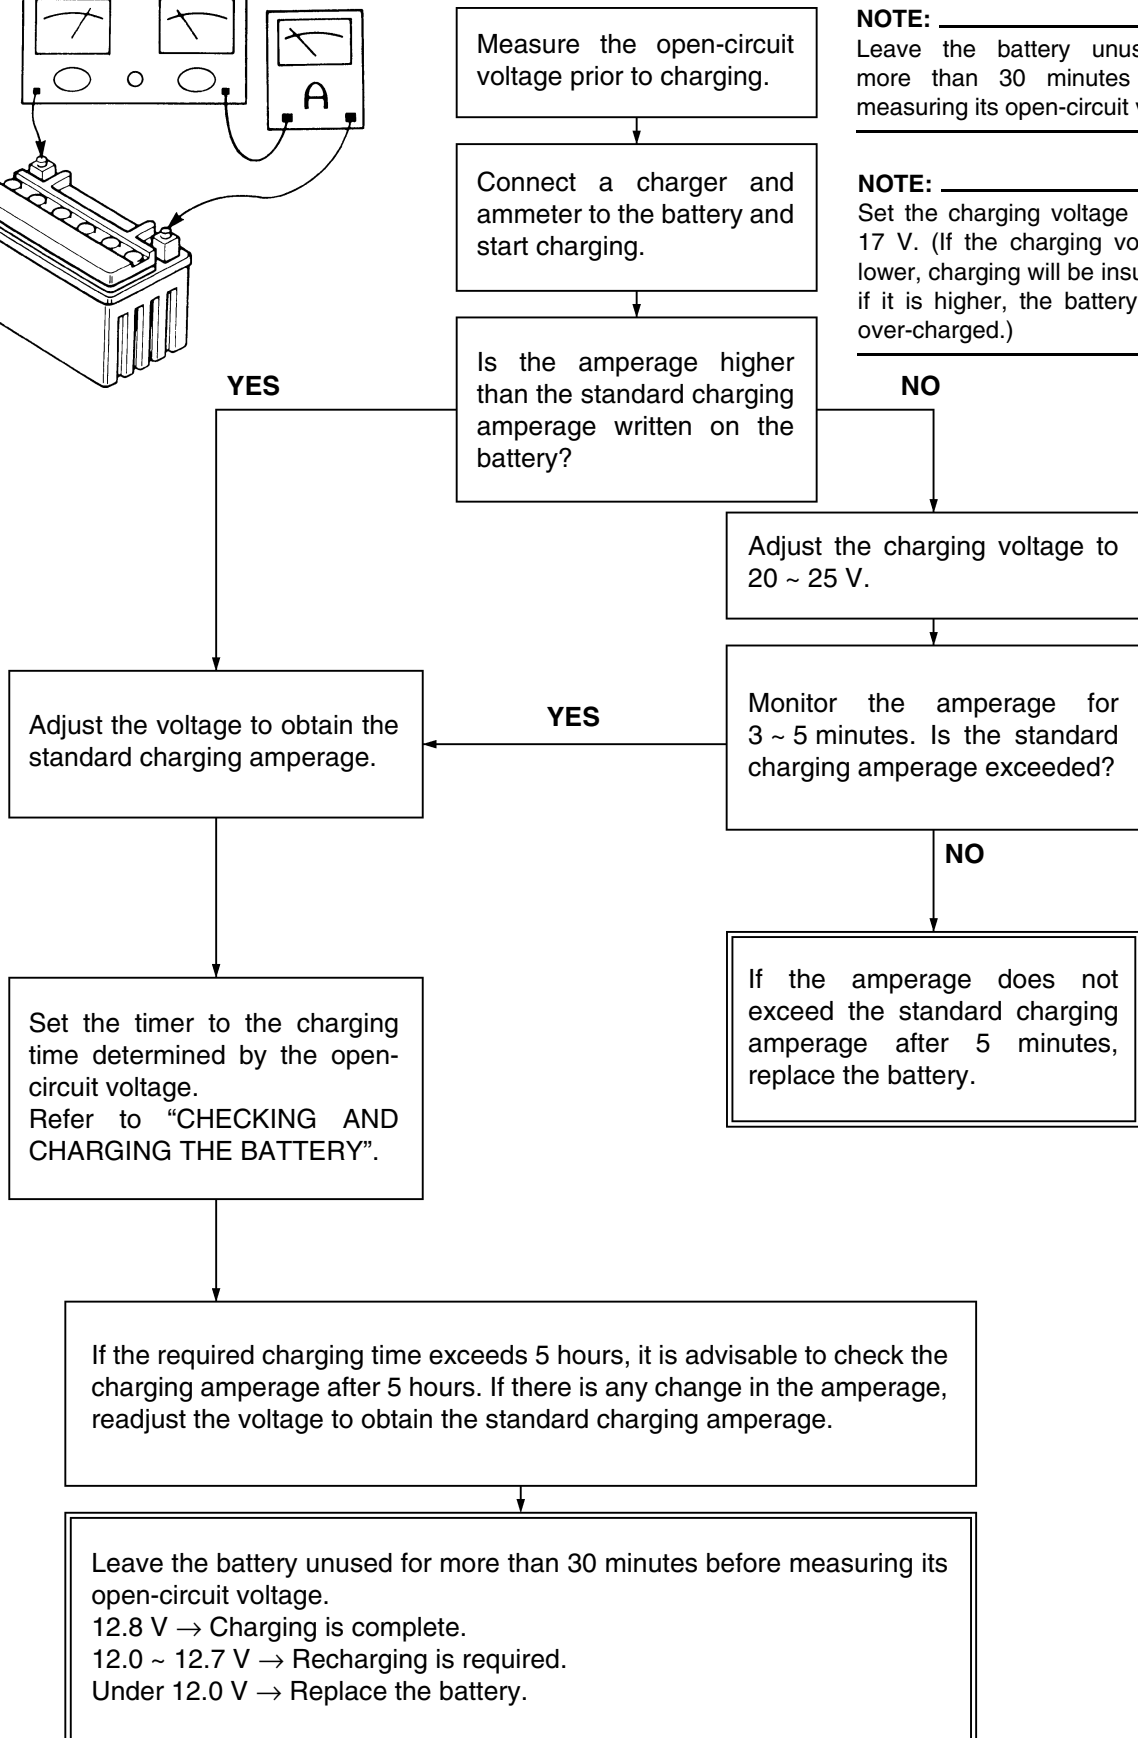 A
Measure the open-circuit
voltage prior to charging.
NOTE:
Leave the battery
more than 30 minutes
measuring its open-circuit
Connect a charger and
ammeter to the battery and
start charging.
NOTE:
Set the charging voltage
17 V. (If the charging
lower, charging will be
if it is higher, the battery
over-charged.)
Is the amperage higher
than the standard charging
amperage written on the
battery?
YES
NO
Adjust the charging voltage to
20 ~ 25 V.
Monitor the amperage for
3 ~ 5 minutes. Is the standard
charging amperage exceeded?
YES
Adjust the voltage to obtain the
standard charging amperage.
NO
If the amperage does not
exceed the standard charging
amperage after 5 minutes,
replace the battery.
Set the timer to the charging
time determined by the open-
circuit voltage.
Refer to “CHECKING AND
CHARGING THE BATTERY”.
If the required charging time exceeds 5 hours, it is advisable to check the
charging amperage after 5 hours. If there is any change in the amperage,
readjust the voltage to obtain the standard charging amperage.
Leave the battery unused for more than 30 minutes before measuring its
open-circuit voltage.
12.8 V → Charging is complete.
12.0 ~ 12.7 V → Recharging is required.
Under 12.0 V → Replace the battery.